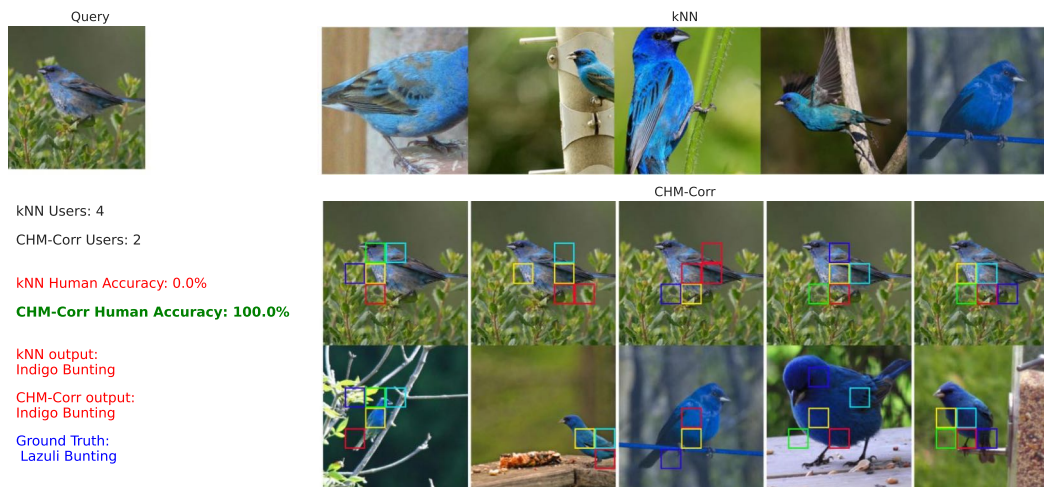 Query
kNN
CHM-Corr
kNN Users: 4
CHM-Corr Users: 2
kNN Human Accuracy: 0.0%
CHM-Corr Human Accuracy: 100.0%
kNN output:
Indigo Bunting
CHM-Corr output:
Indigo Bunting
Ground Truth:
Lazuli Bunting